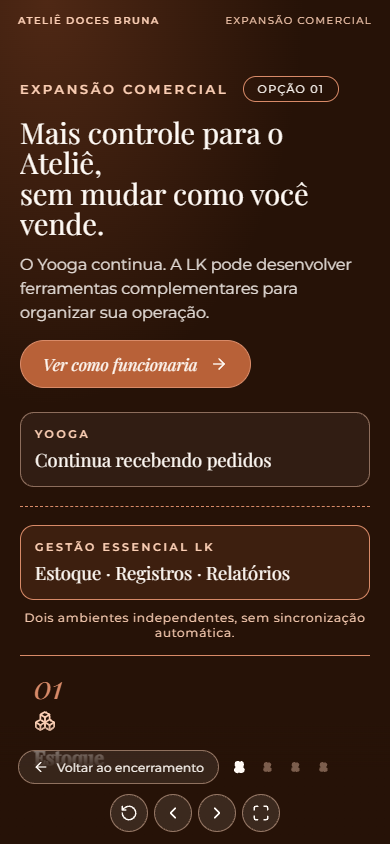 ATELIÊ DOCES BRUNA
EXPANSÃO COMERCIAL
EXPANSÃO COMERCIAL
OPÇÃO 01
Mais controle para o
Ateliê,
sem mudar como você
vende.
O Yooga continua. A LK pode desenvolver
ferramentas complementares para
organizar sua operação.
Ver como funcionaria
YOOGA
Continua recebendo pedidos
GESTÃO ESSENCIAL LK
Estoque · Registros · Relatórios
Dois ambientes independentes, sem sincronização
automática.
01
Estoque
Voltar ao encerramento